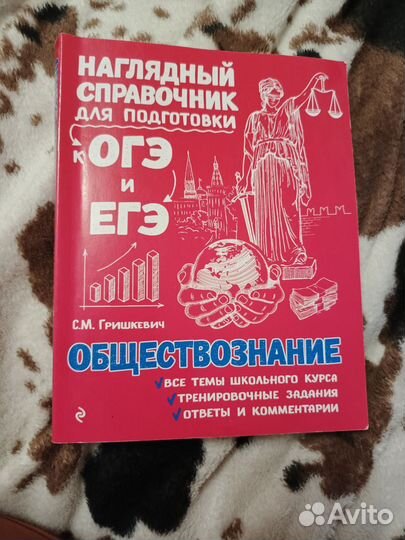 НАГЛЯДНЫЙ
СПРАВОЧНИК
ДЛЯ ПОДГОТОВКИ
К ОГЭ
И
ЕГЭ
С.М. ГРИШКЕВИЧ
ОБЩЕСТВОЗНАНИЕ
ВСЕ ТЕМЫ ШКОЛЬНОГО КУРСА
ТРЕНИРОВОЧНЫЕ ЗАДАНИЯ
ОТВЕТЫ И КОММЕНТАРИИ
Avito